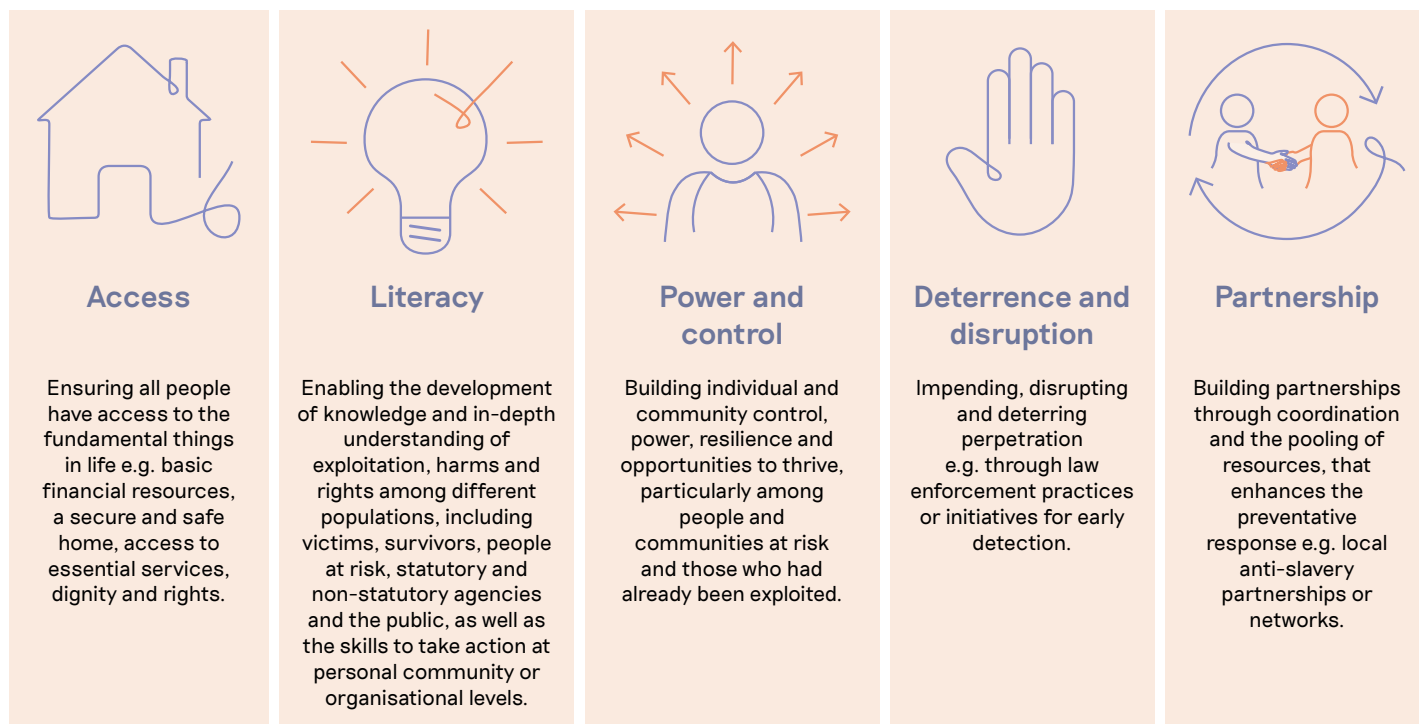 Access
Ensuring all people
have access to the
fundamental things
in life e.g. basic
financial resources,
a secure and safe
home, access to
essential services,
dignity and rights.
Literacy
Enabling the development
of knowledge and in-depth
understanding of
exploitation, harms and
rights among different
populations, including
victims, survivors, people
at risk, statutory and
non-statutory agencies
and the public, as well as
the skills to take action at
personal community or
organisational levels.
Power and
control
Building individual and
community control,
power, resilience and
opportunities to thrive,
particularly among
people and
communities at risk
and those who had
already been exploited.
Deterrence and
disruption
Impending, disrupting
and deterring
perpetration
e.g. through law
enforcement practices
or initiatives for early
detection.
Partnership
Building partnerships
through coordination
and the pooling of
resources, that
enhances the
preventative
response e.g. local
anti-slavery
partnerships or
networks.